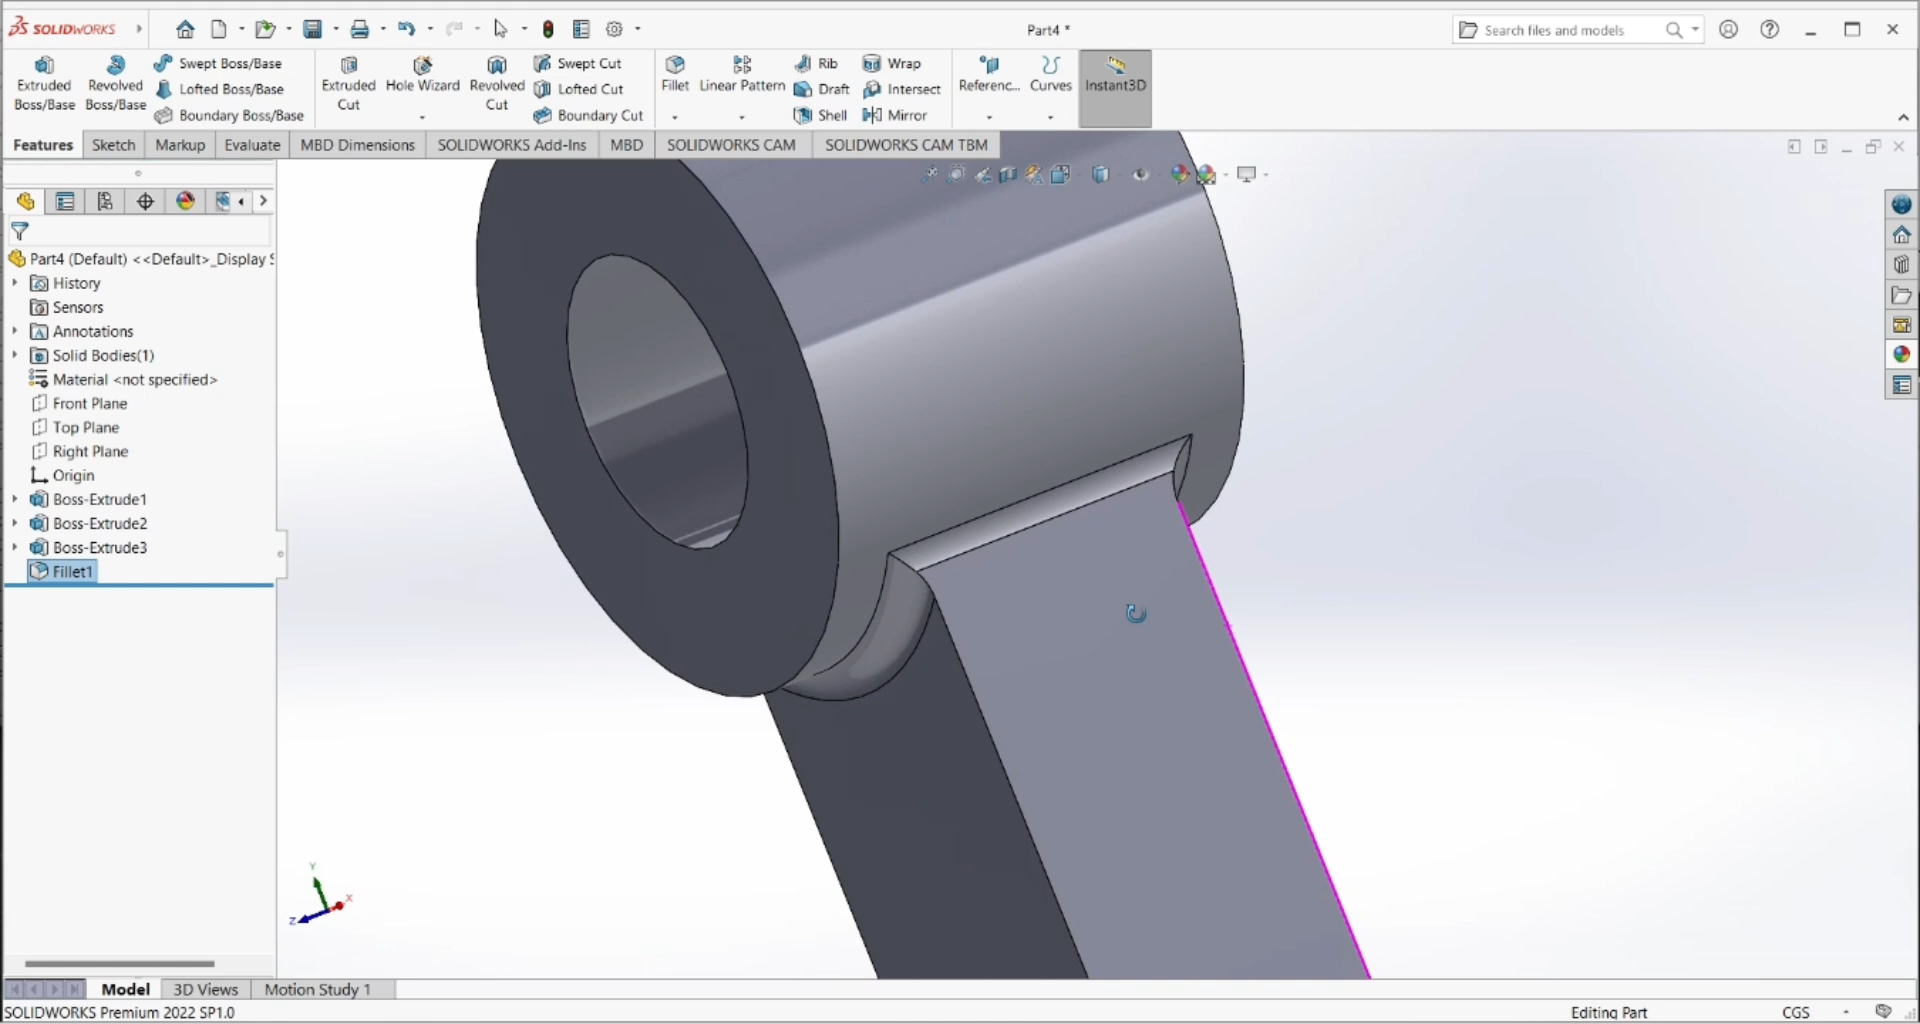 SOLIDWORKS
Part4 *
Search files and models
Extruded Boss/Base
Revolved Boss/Base
Swept Boss/Base
Lofted Boss/Base
Boundary Boss/Base
Extruded Cut
Hole Wizard
Revolved Cut
Swept Cut
Lofted Cut
Boundary Cut
Fillet
Linear Pattern
Rib
Draft
Shell
Wrap
Intersect
Mirror
Referenc...
Curves
Instant3D
Features
Sketch
Markup
Evaluate
MBD Dimensions
SOLIDWORKS Add-Ins
MBD
SOLIDWORKS CAM
SOLIDWORKS CAM TBM
Part4 (Default) <<Default>_Display S
History
Sensors
Annotations
Solid Bodies(1)
Material <not specified>
Front Plane
Top Plane
Right Plane
Origin
Boss-Extrude1
Boss-Extrude2
Boss-Extrude3
Fillet1
Y
X
Z
Model
3D Views
Motion Study 1
SOLIDWORKS Premium 2022 SP1.0
Editing Part
CGS